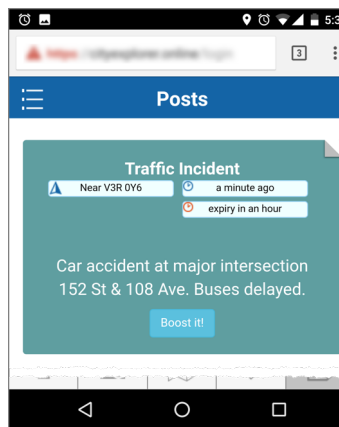 5:3
3
Posts
Traffic Incident
Near V3R 0Y6
a minute ago
expiry in an hour
Car accident at major intersection
152 St & 108 Ave. Buses delayed.
Boost it!